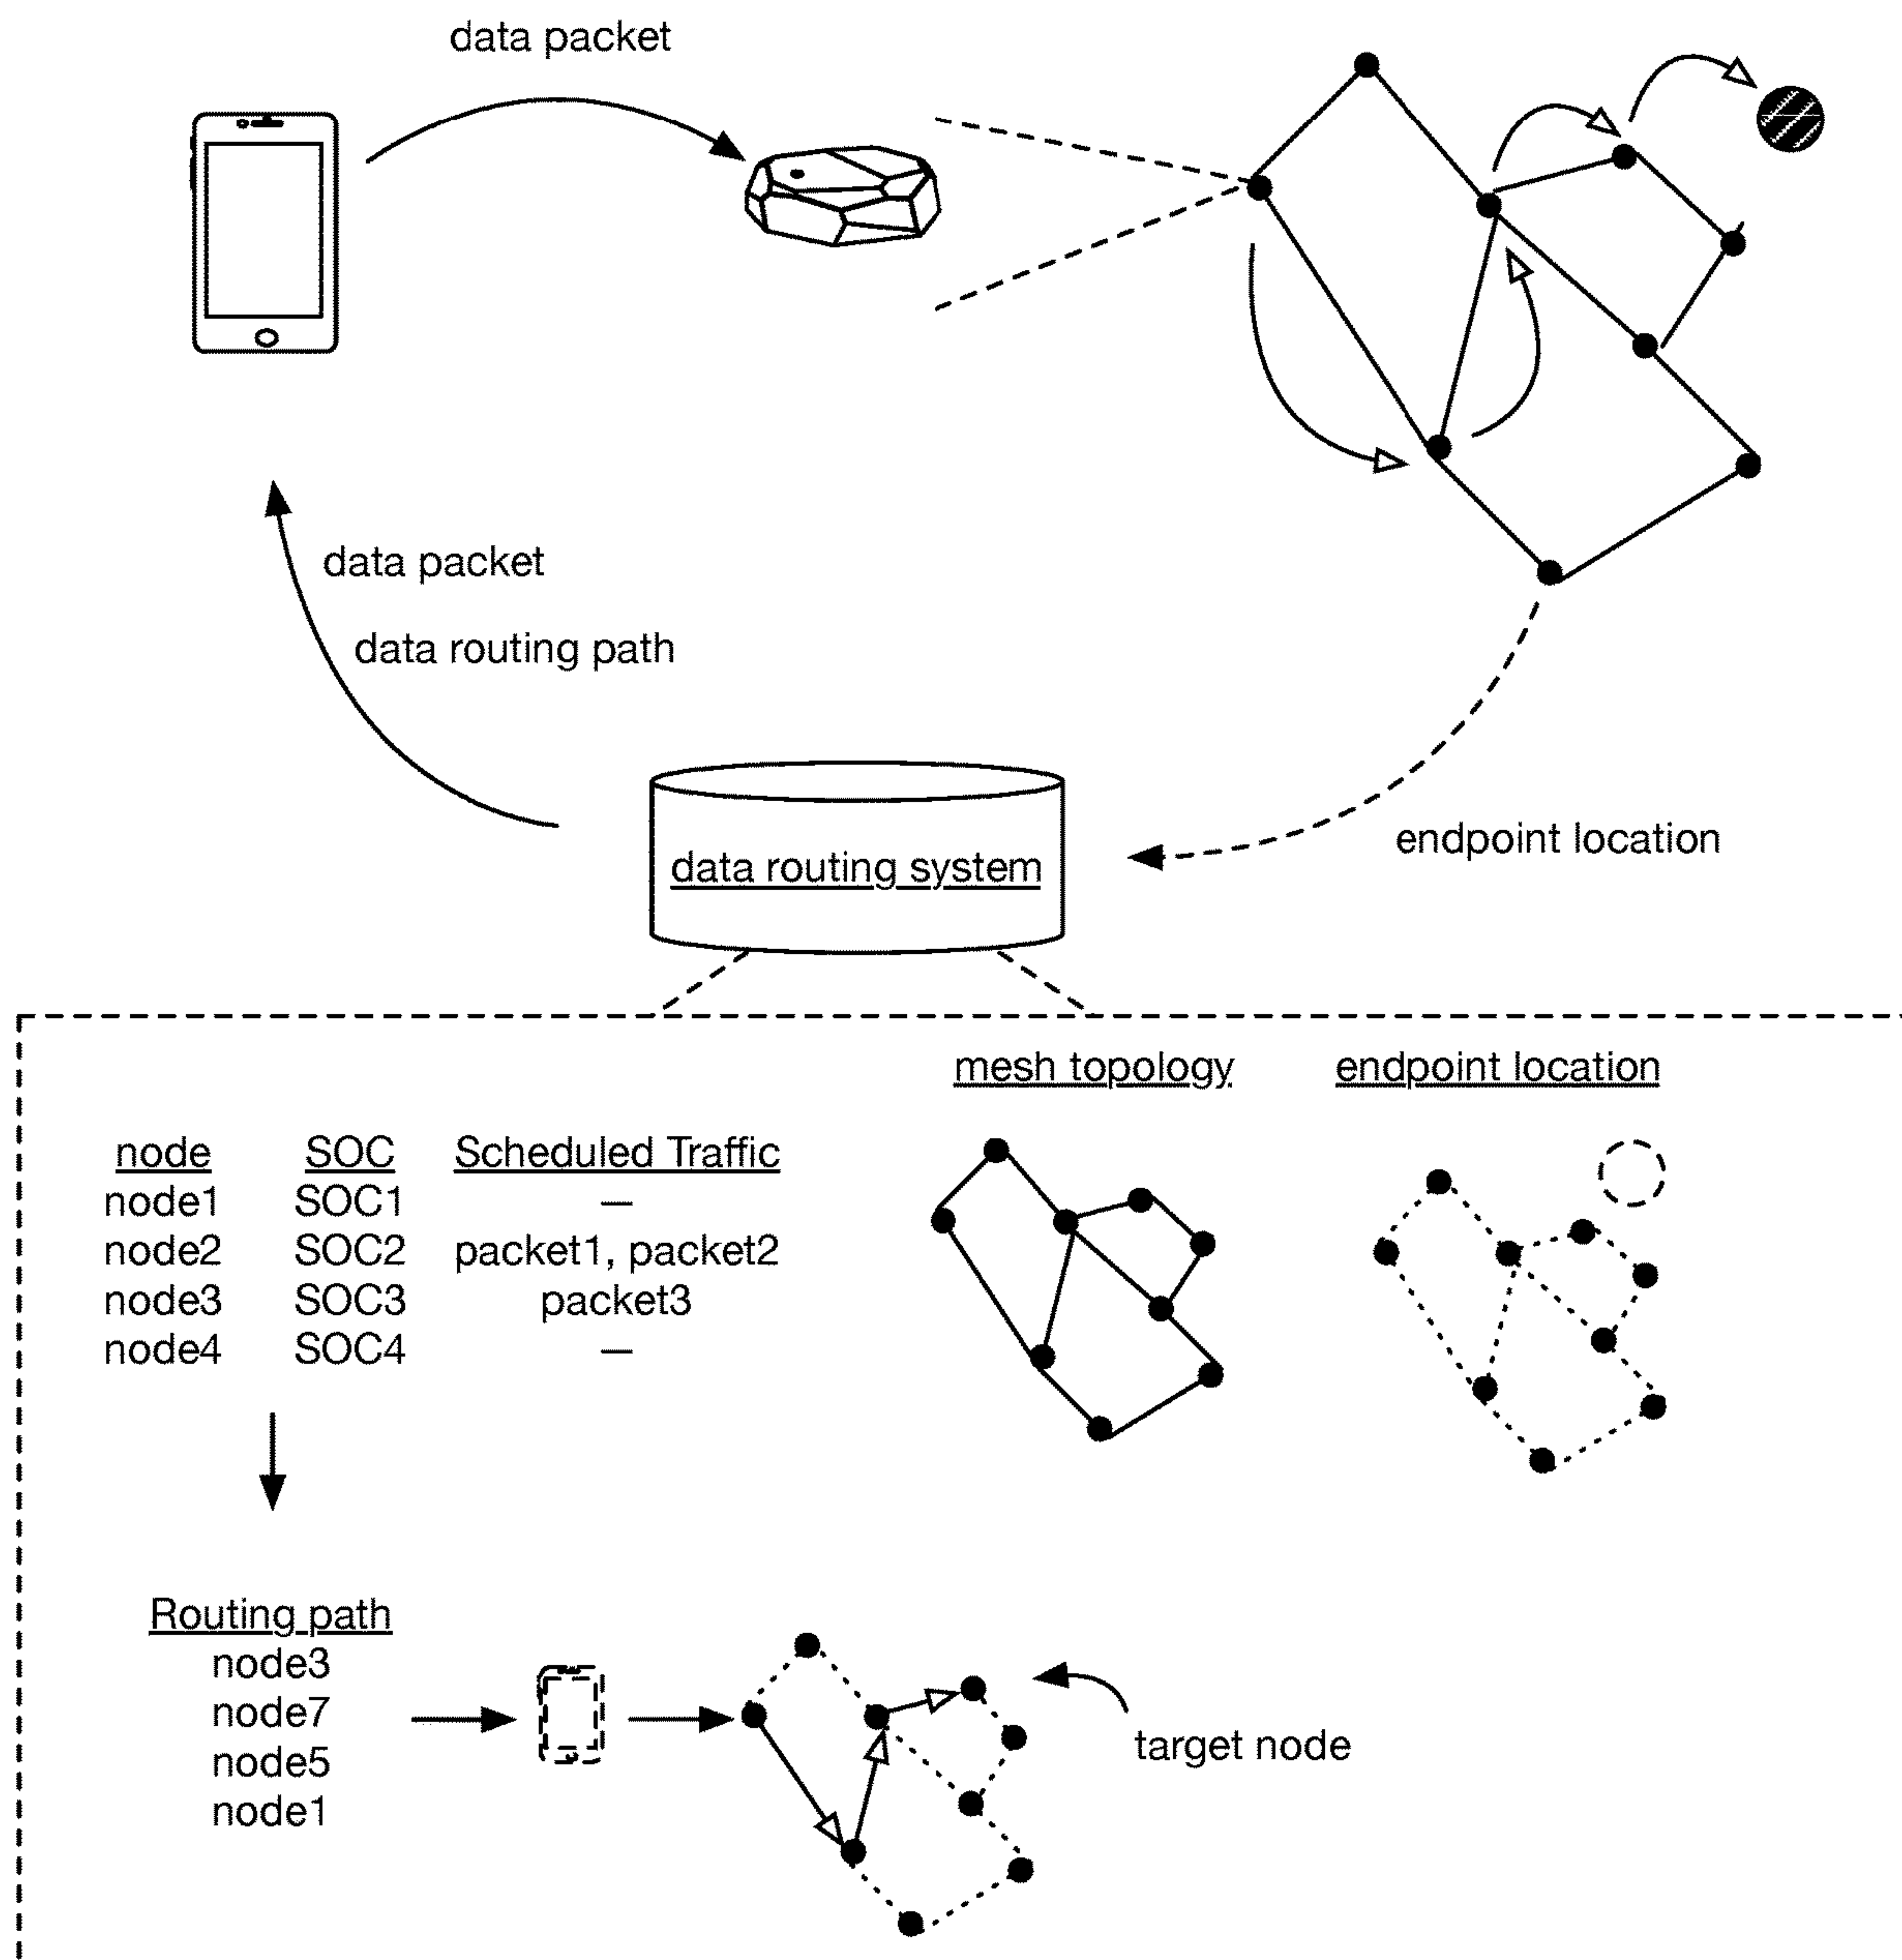 data packet
data packet
data routing path
data routing system
endpoint location
mesh topology
endpoint location
node SOC Scheduled Traffic
node1 SOC1 —
node2 SOC2 packet1, packet2
node3 SOC3 packet3
node4 SOC4 —
Routing path
node3
node7
node5
node1
target node